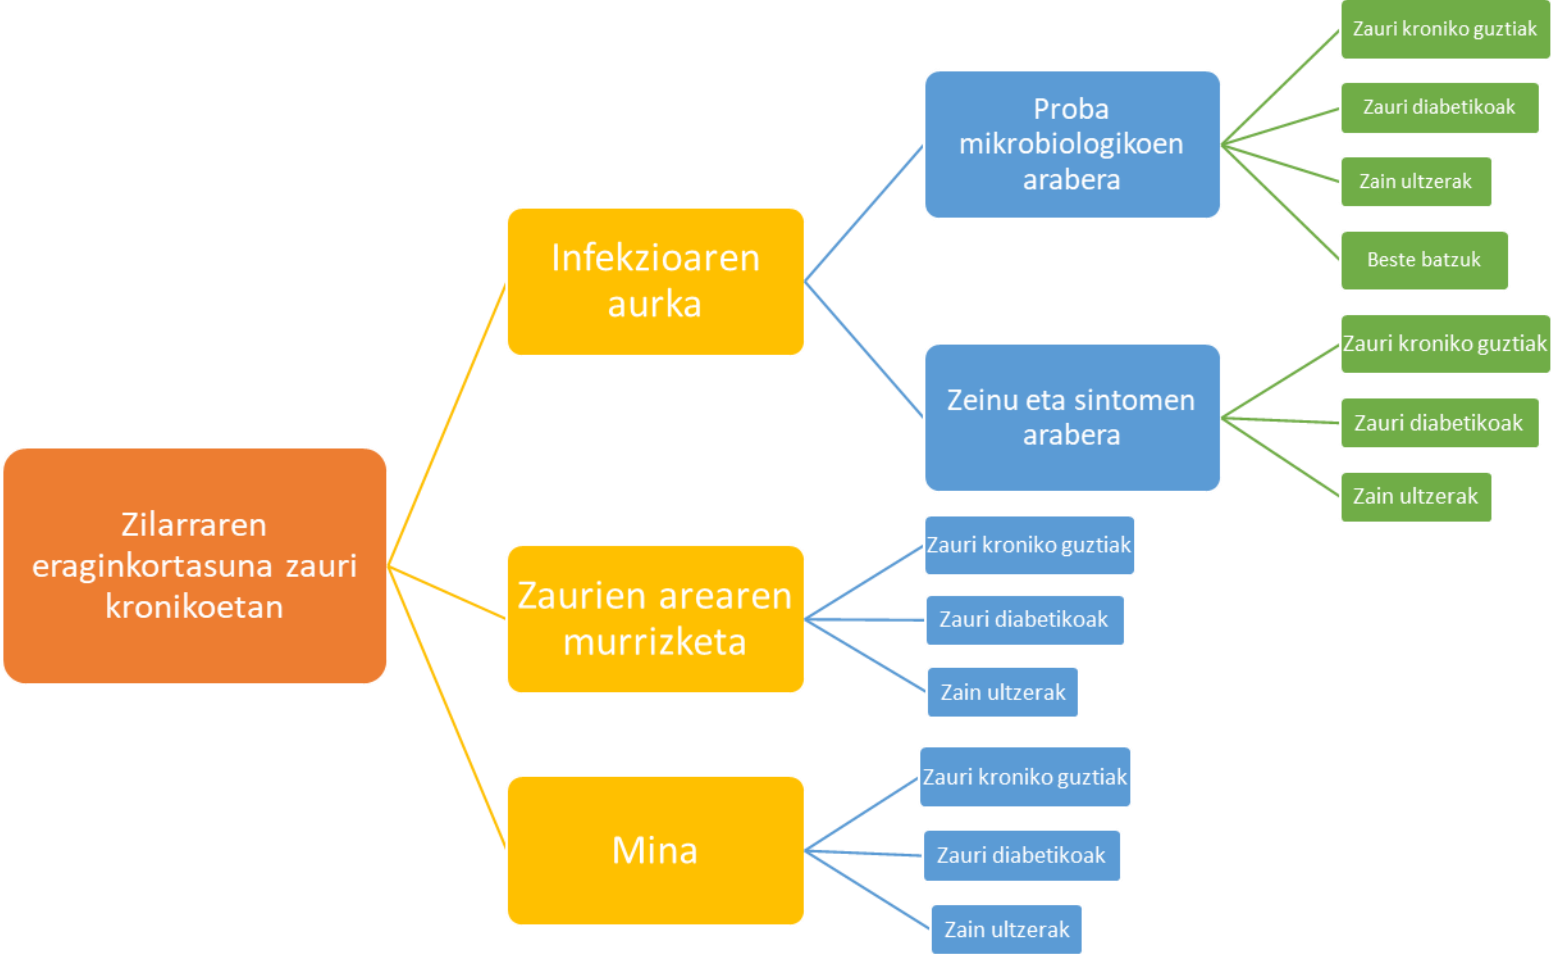 Zilarraren
eraginkortasuna zauri
kronikoetan
Infekzioaren
aurka
Proba
mikrobiologikoen
arabera
Zauri kroniko guztiak
Zauri diabetikoak
Zain ultzerak
Beste batzuk
Zeinu eta sintomen
arabera
Zauri kroniko guztiak
Zauri diabetikoak
Zain ultzerak
Zaurien arearen
murrizketa
Zauri kroniko guztiak
Zauri diabetikoak
Zain ultzerak
Mina
Zauri kroniko guztiak
Zauri diabetikoak
Zain ultzerak